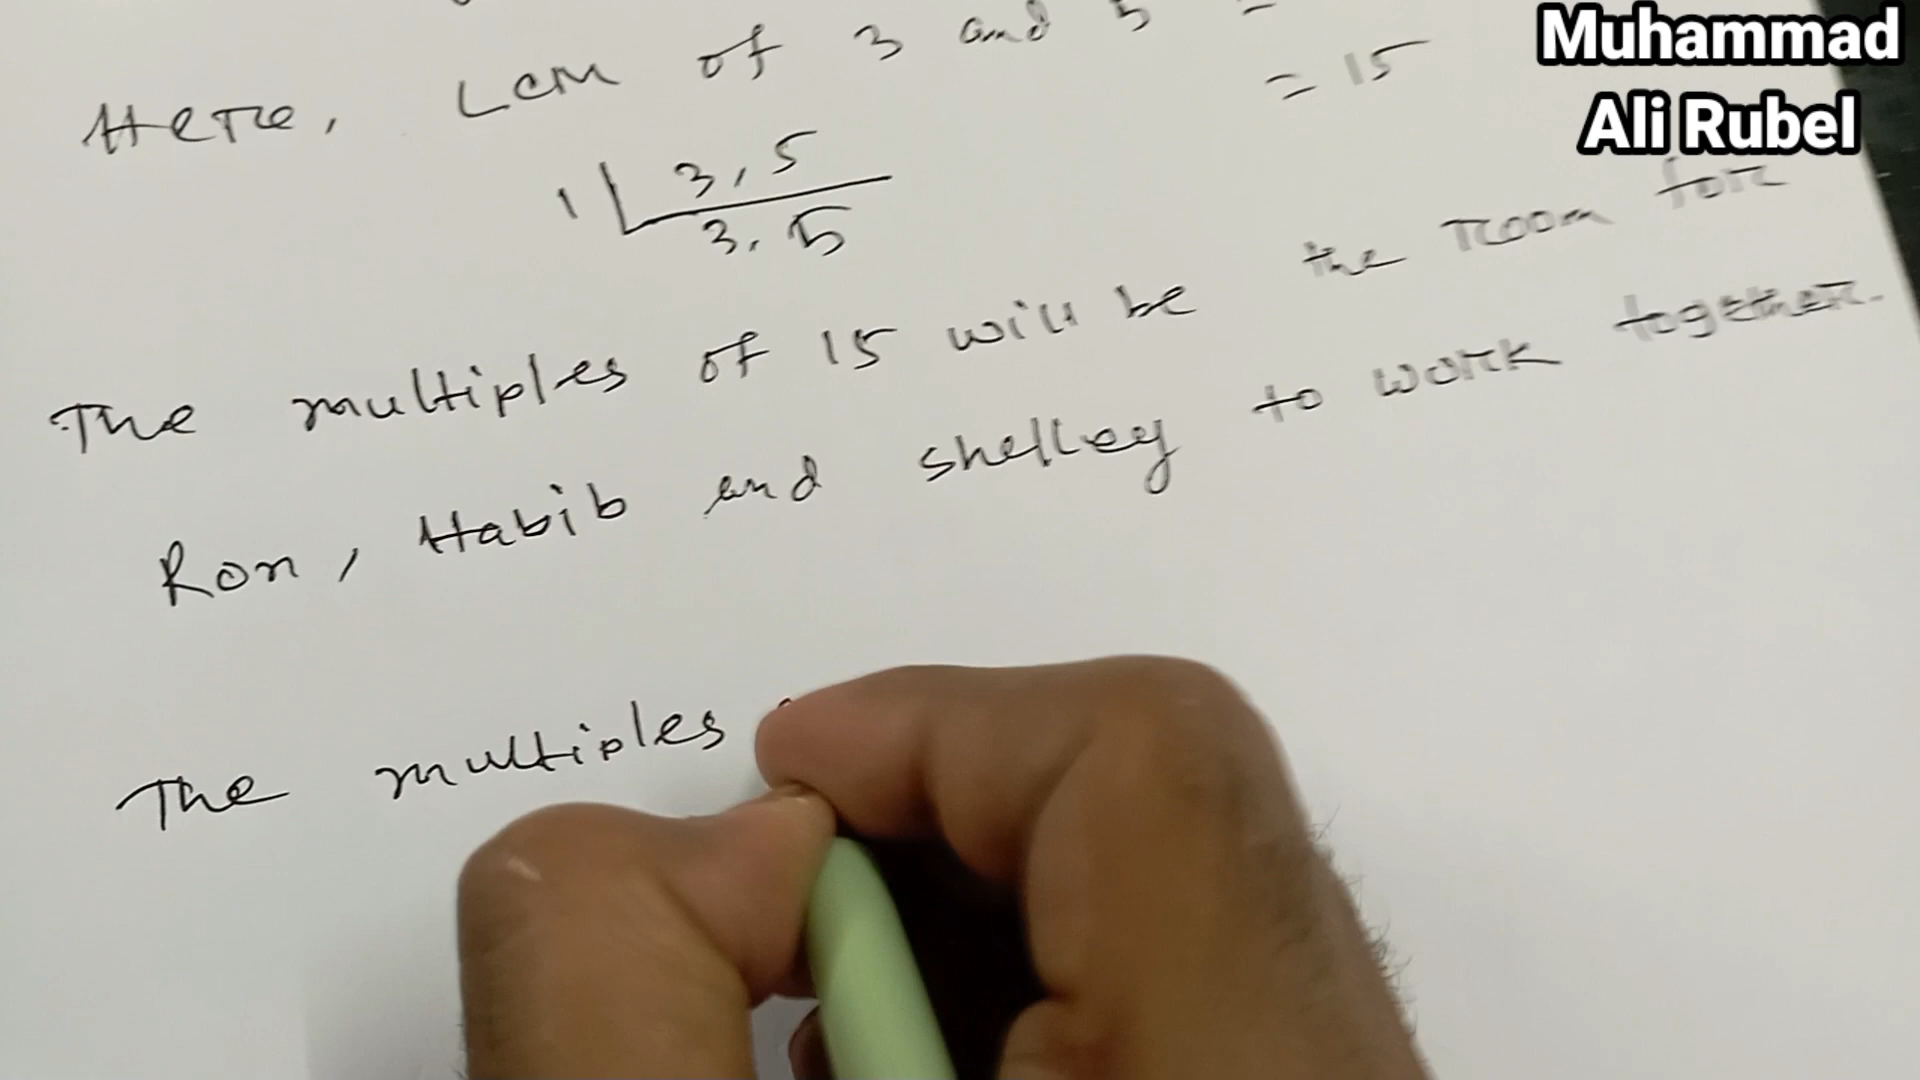 Muhammad
Ali Rubel
Here, LCM of 3 and 5 =
= 15
1 3, 5
3, 5
The multiples of 15 will be the room for
Ron, Habib and shelley to work together.
The multiples